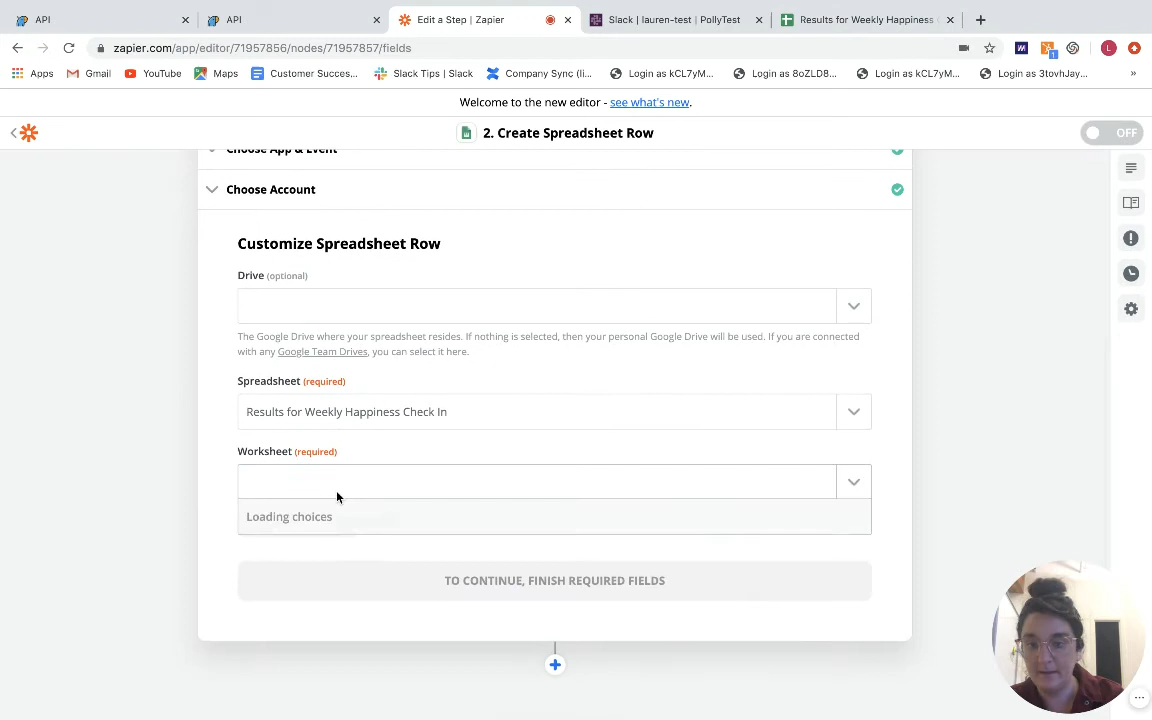 API
API
Edit a Step | Zapier
Slack | lauren-test | PollyTest
Results for Weekly Happiness
zapier.com/app/editor/71957856/nodes/71957857/fields
1
L
Apps
Gmail
YouTube
Maps
Customer Succes...
Slack Tips | Slack
Company Sync (li...
Login as kCL7yM...
Login as 8oZLD8...
Login as kCL7yM...
Login as 3tovhJay...
»
Welcome to the new editor - see what's new.
2. Create Spreadsheet Row
OFF
Choose App & Event
Choose Account
Customize Spreadsheet Row
Drive (optional)
The Google Drive where your spreadsheet resides. If nothing is selected, then your personal Google Drive will be used. If you are connected
with any Google Team Drives, you can select it here.
Spreadsheet (required)
Results for Weekly Happiness Check In
Worksheet (required)
Loading choices
TO CONTINUE, FINISH REQUIRED FIELDS